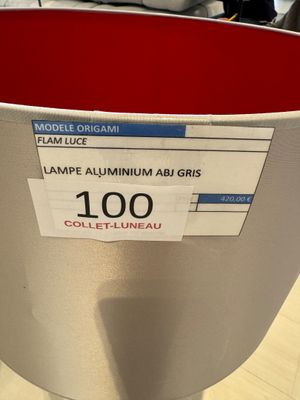 MODELE ORIGAMI
FLAM LUCE
LAMPE ALUMINIUM ABJ GRIS
420,00 €
100
COLLET-LUNEAU